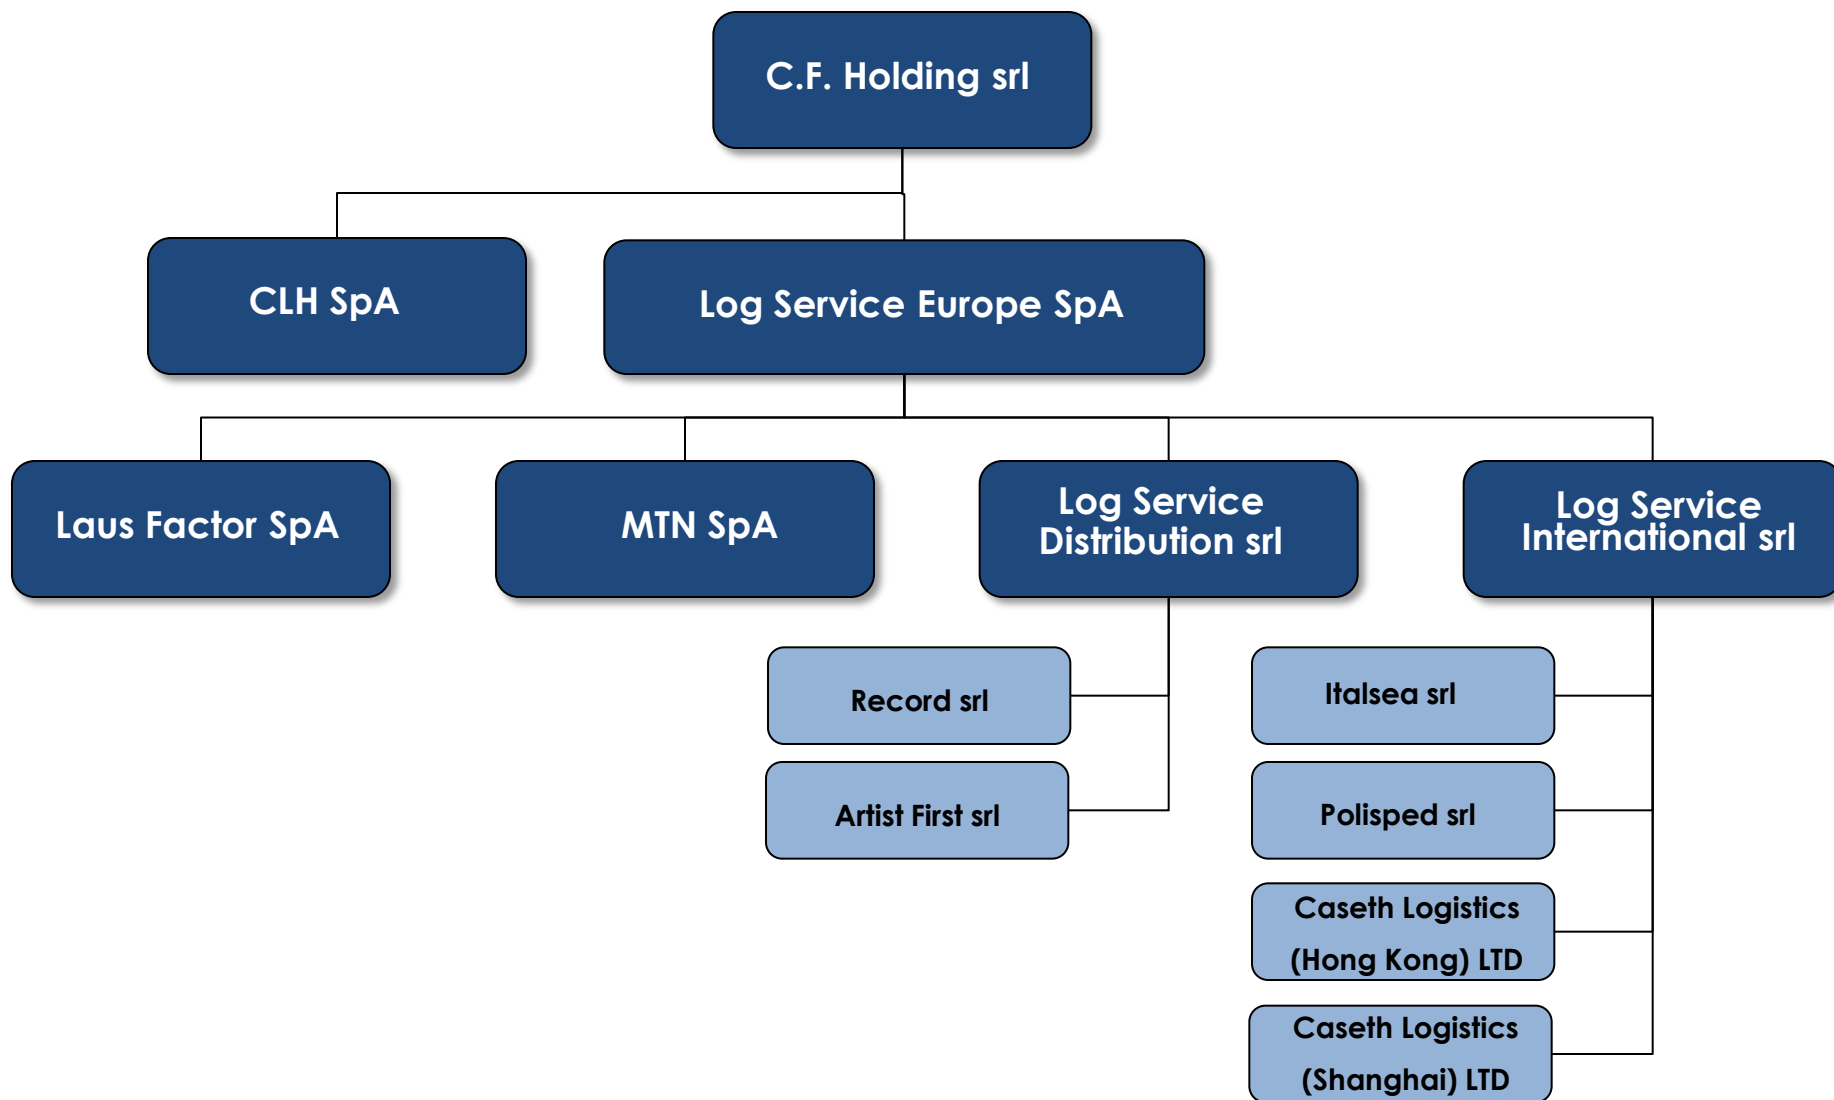 C.F. Holding srl
CLH SpA
Log Service Europe SpA
Laus Factor SpA
MTN SpA
Log Service
Distribution srl
Log Service
International srl
Record srl
Artist First srl
Italsea srl
Polisped srl
Caseth Logistics
(Hong Kong) LTD
Caseth Logistics
(Shanghai) LTD